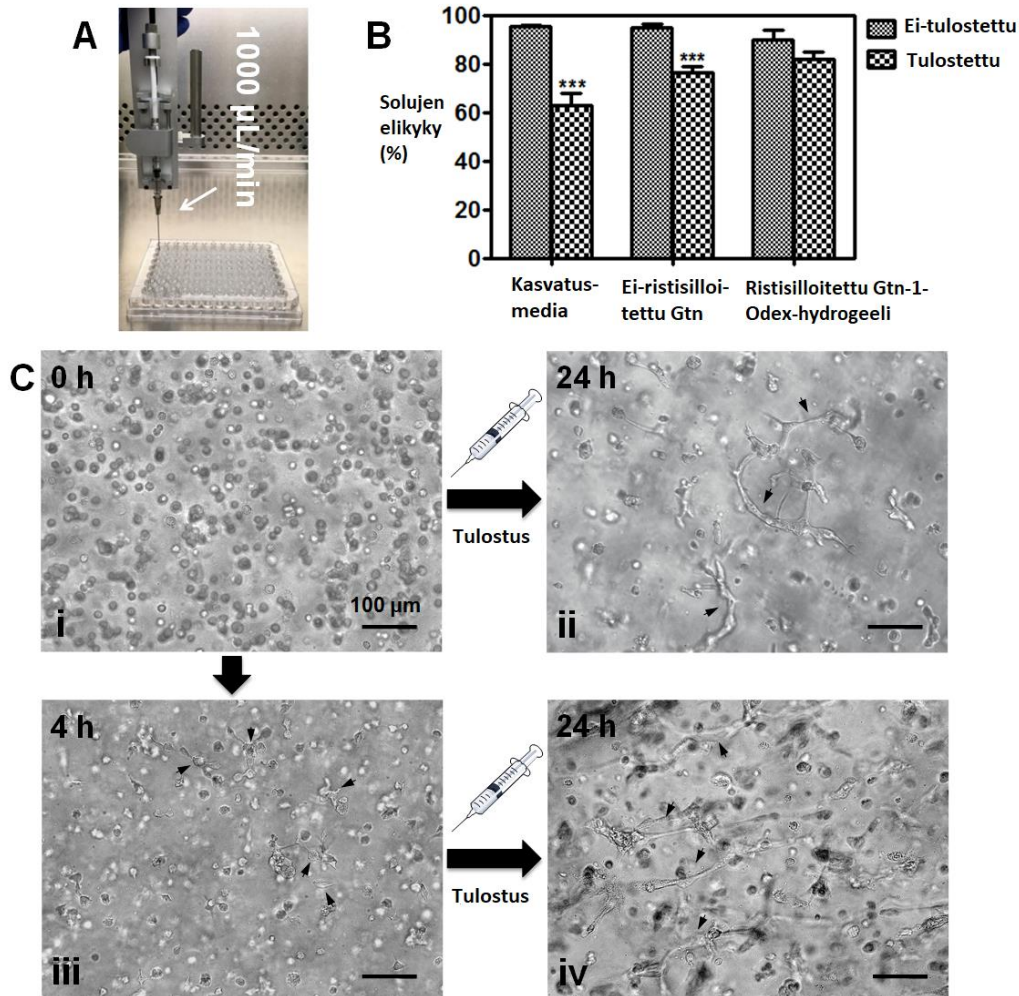 A
1000 µL/min
B
Solujen
elikyky
(%)
100
80
60
40
20
0
***
***
Ei-tulostettu
Tulostettu
Kasvatus-
media
Ei-ristisilloi-
tettu Gtn
Ristisilloitettu Gtn-1-
Odex-hydrogeeli
C
0 h
100 µm
i
Tulostus
24 h
ii
4 h
iii
Tulostus
24 h
iv